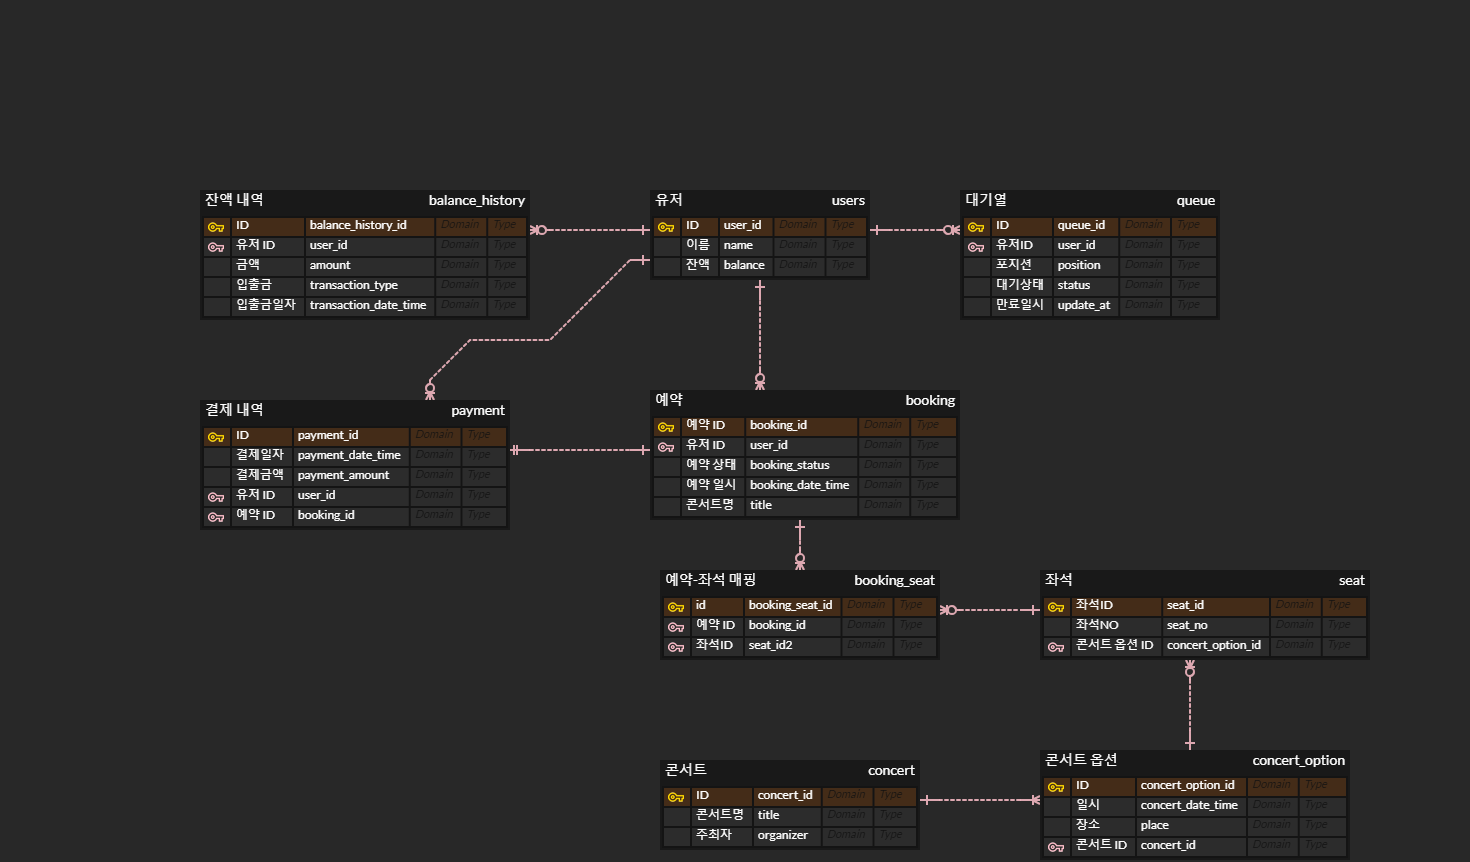 잔액 내역 balance_history
ID balance_history_id Domain Type
유저 ID user_id Domain Type
금액 amount Domain Type
입출금 transaction_type Domain Type
입출금일자 transaction_date_time Domain Type
유저 users
ID user_id Domain Type
이름 name Domain Type
잔액 balance Domain Type
대기열 queue
ID queue_id Domain Type
유저ID user_id Domain Type
포지션 position Domain Type
대기상태 status Domain Type
만료일시 update_at Domain Type
결제 내역 payment
ID payment_id Domain Type
결제일자 payment_date_time Domain Type
결제금액 payment_amount Domain Type
유저 ID user_id Domain Type
예약 ID booking_id Domain Type
예약 booking
예약 ID booking_id Domain Type
유저 ID user_id Domain Type
예약 상태 booking_status Domain Type
예약 일시 booking_date_time Domain Type
콘서트명 title Domain Type
예약-좌석 매핑 booking_seat
id booking_seat_id Domain Type
예약 ID booking_id Domain Type
좌석ID seat_id2 Domain Type
좌석 seat
좌석ID seat_id Domain Type
좌석NO seat_no Domain Type
콘서트 옵션 ID concert_option_id Domain Type
콘서트 concert
ID concert_id Domain Type
콘서트명 title Domain Type
주최자 organizer Domain Type
콘서트 옵션 concert_option
ID concert_option_id Domain Type
일시 concert_date_time Domain Type
장소 place Domain Type
콘서트 ID concert_id Domain Type